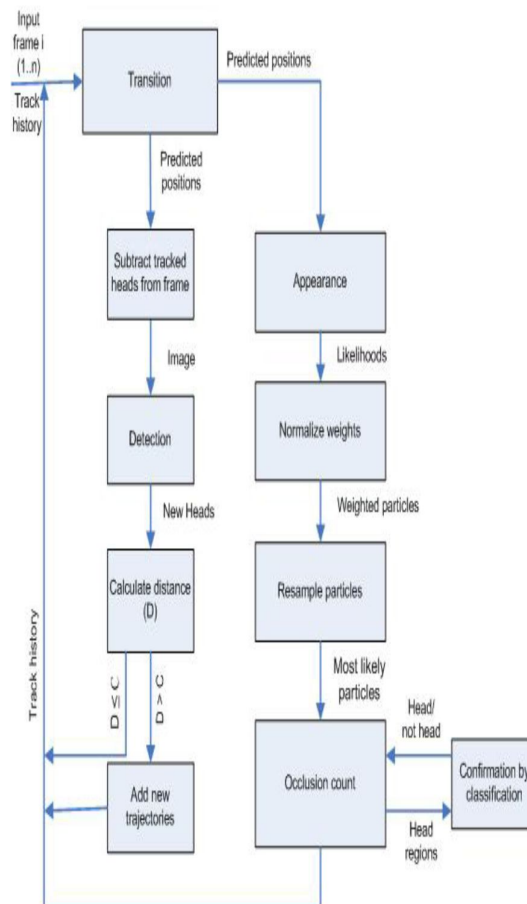 Input
frame i
(1..n)
Track
history
Transition
Predicted positions
Predicted
positions
Subtract tracked
heads from frame
Appearance
Image
Likelihoods
Detection
Normalize weights
New Heads
Weighted particles
Calculate distance
(D)
Resample particles
Track history
D ≤ C
D > C
Most likely
particles
Head/
not head
Add new
trajectories
Occlusion count
Confirmation by
classification
Head
regions